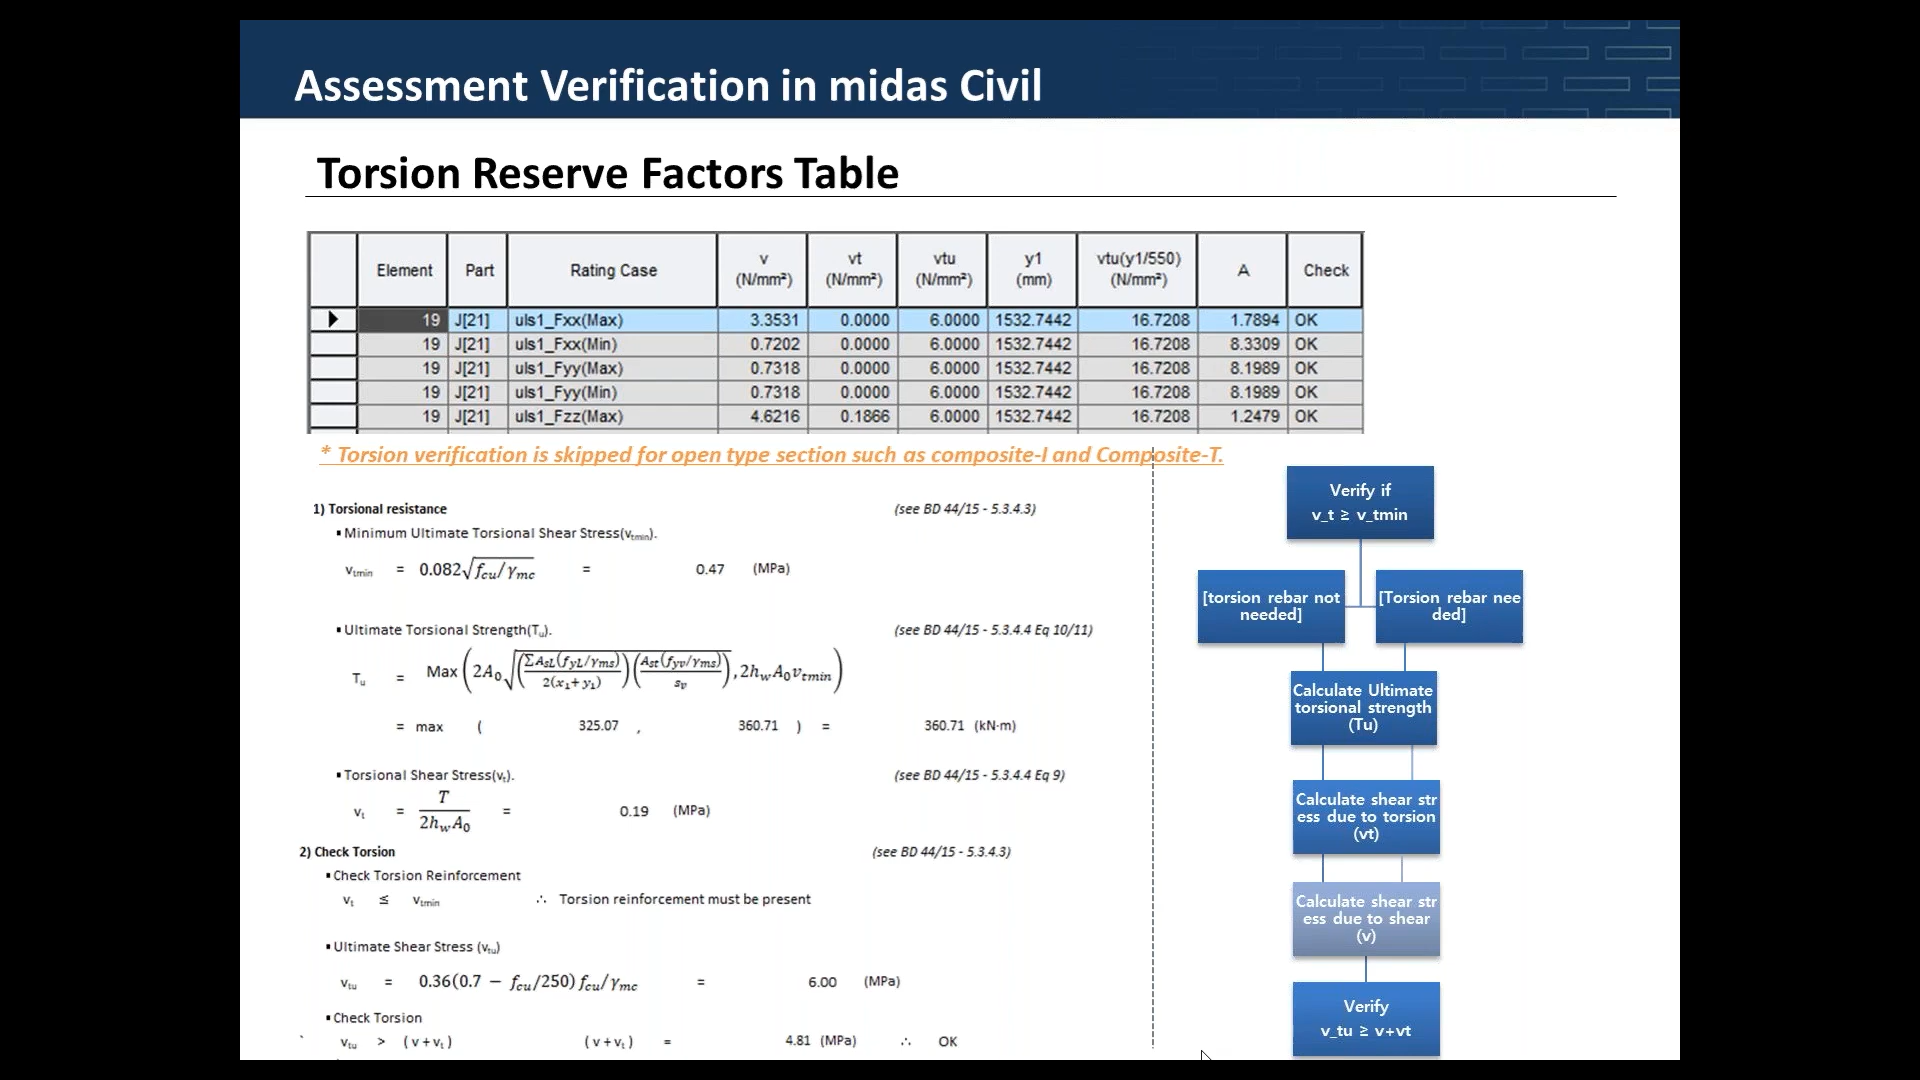 Assessment Verification in midas Civil
Torsion Reserve Factors Table
Element Part Rating Case v (N/mm²) vt (N/mm²) vtu (N/mm²) y1 (mm) vtu(y1/550) (N/mm²) A Check
19 J[21] uls1_Fxx(Max) 3.3531 0.0000 6.0000 1532.7442 16.7208 1.7894 OK
19 J[21] uls1_Fxx(Min) 0.7202 0.0000 6.0000 1532.7442 16.7208 8.3309 OK
19 J[21] uls1_Fyy(Max) 0.7318 0.0000 6.0000 1532.7442 16.7208 8.1989 OK
19 J[21] uls1_Fyy(Min) 0.7318 0.0000 6.0000 1532.7442 16.7208 8.1989 OK
19 J[21] uls1_Fzz(Max) 4.6216 0.1866 6.0000 1532.7442 16.7208 1.2479 OK
* Torsion verification is skipped for open type section such as composite-I and Composite-T.
1) Torsional resistance (see BD 44/15 - 5.3.4.3)
▪ Minimum Ultimate Torsional Shear Stress(vtmin).
vtmin = 0.082√fcu/γmc = 0.47 (MPa)
▪ Ultimate Torsional Strength(Tu). (see BD 44/15 - 5.3.4.4 Eq 10/11)
Tu = Max(2A0√((ΣAsL(fyL/γms))/(2(x1+y1)))((Ast(fyv/γms))/sv), 2hwA0vtmin)
= max ( 325.07 , 360.71 ) = 360.71 (kN·m)
▪ Torsional Shear Stress(vt). (see BD 44/15 - 5.3.4.4 Eq 9)
vt = T/2hwA0 = 0.19 (MPa)
2) Check Torsion (see BD 44/15 - 5.3.4.3)
▪ Check Torsion Reinforcement
vt ≤ vtmin ∴ Torsion reinforcement must be present
▪ Ultimate Shear Stress (vtu)
vtu = 0.36(0.7 − fcu/250)fcu/γmc = 6.00 (MPa)
▪ Check Torsion
vtu > (v+vt) (v+vt) = 4.81 (MPa) ∴ OK
Verify if
v_t ≥ v_tmin
[torsion rebar not
needed]
[Torsion rebar nee
ded]
Calculate Ultimate
torsional strength
(Tu)
Calculate shear str
ess due to torsion
(vt)
Calculate shear str
ess due to shear
(v)
Verify
v_tu ≥ v+vt